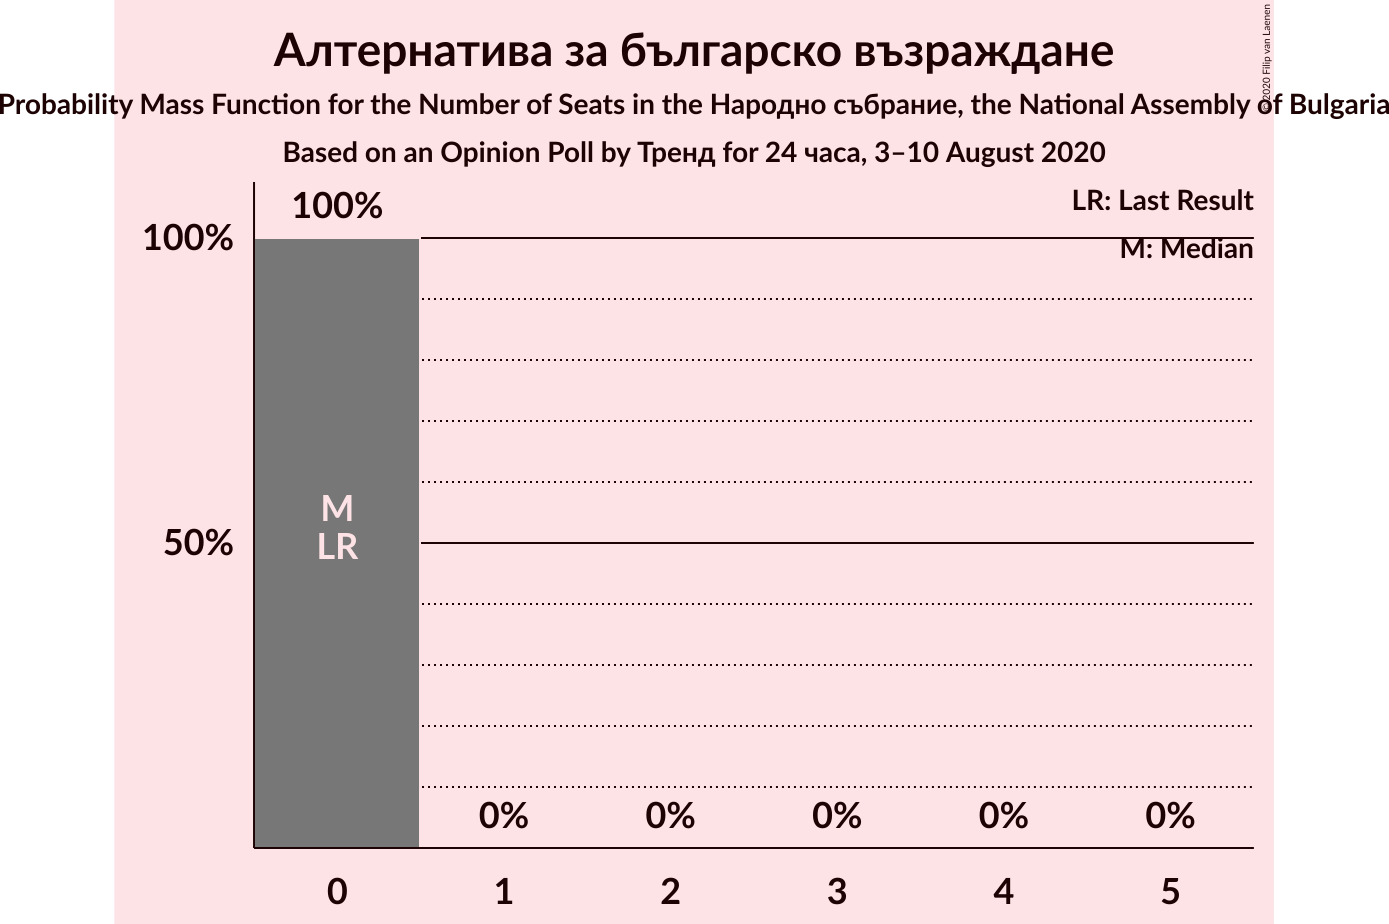 Алтернатива за българско възраждане
Probability Mass Function for the Number of Seats in the Народно събрание, the National Assembly of Bulgaria
Based on an Opinion Poll by Тренд for 24 часа, 3–10 August 2020
© 2020 Filip van Laenen
LR: Last Result
M: Median
100%
100%
50%
M
LR
0% 0% 0% 0% 0%
0 1 2 3 4 5